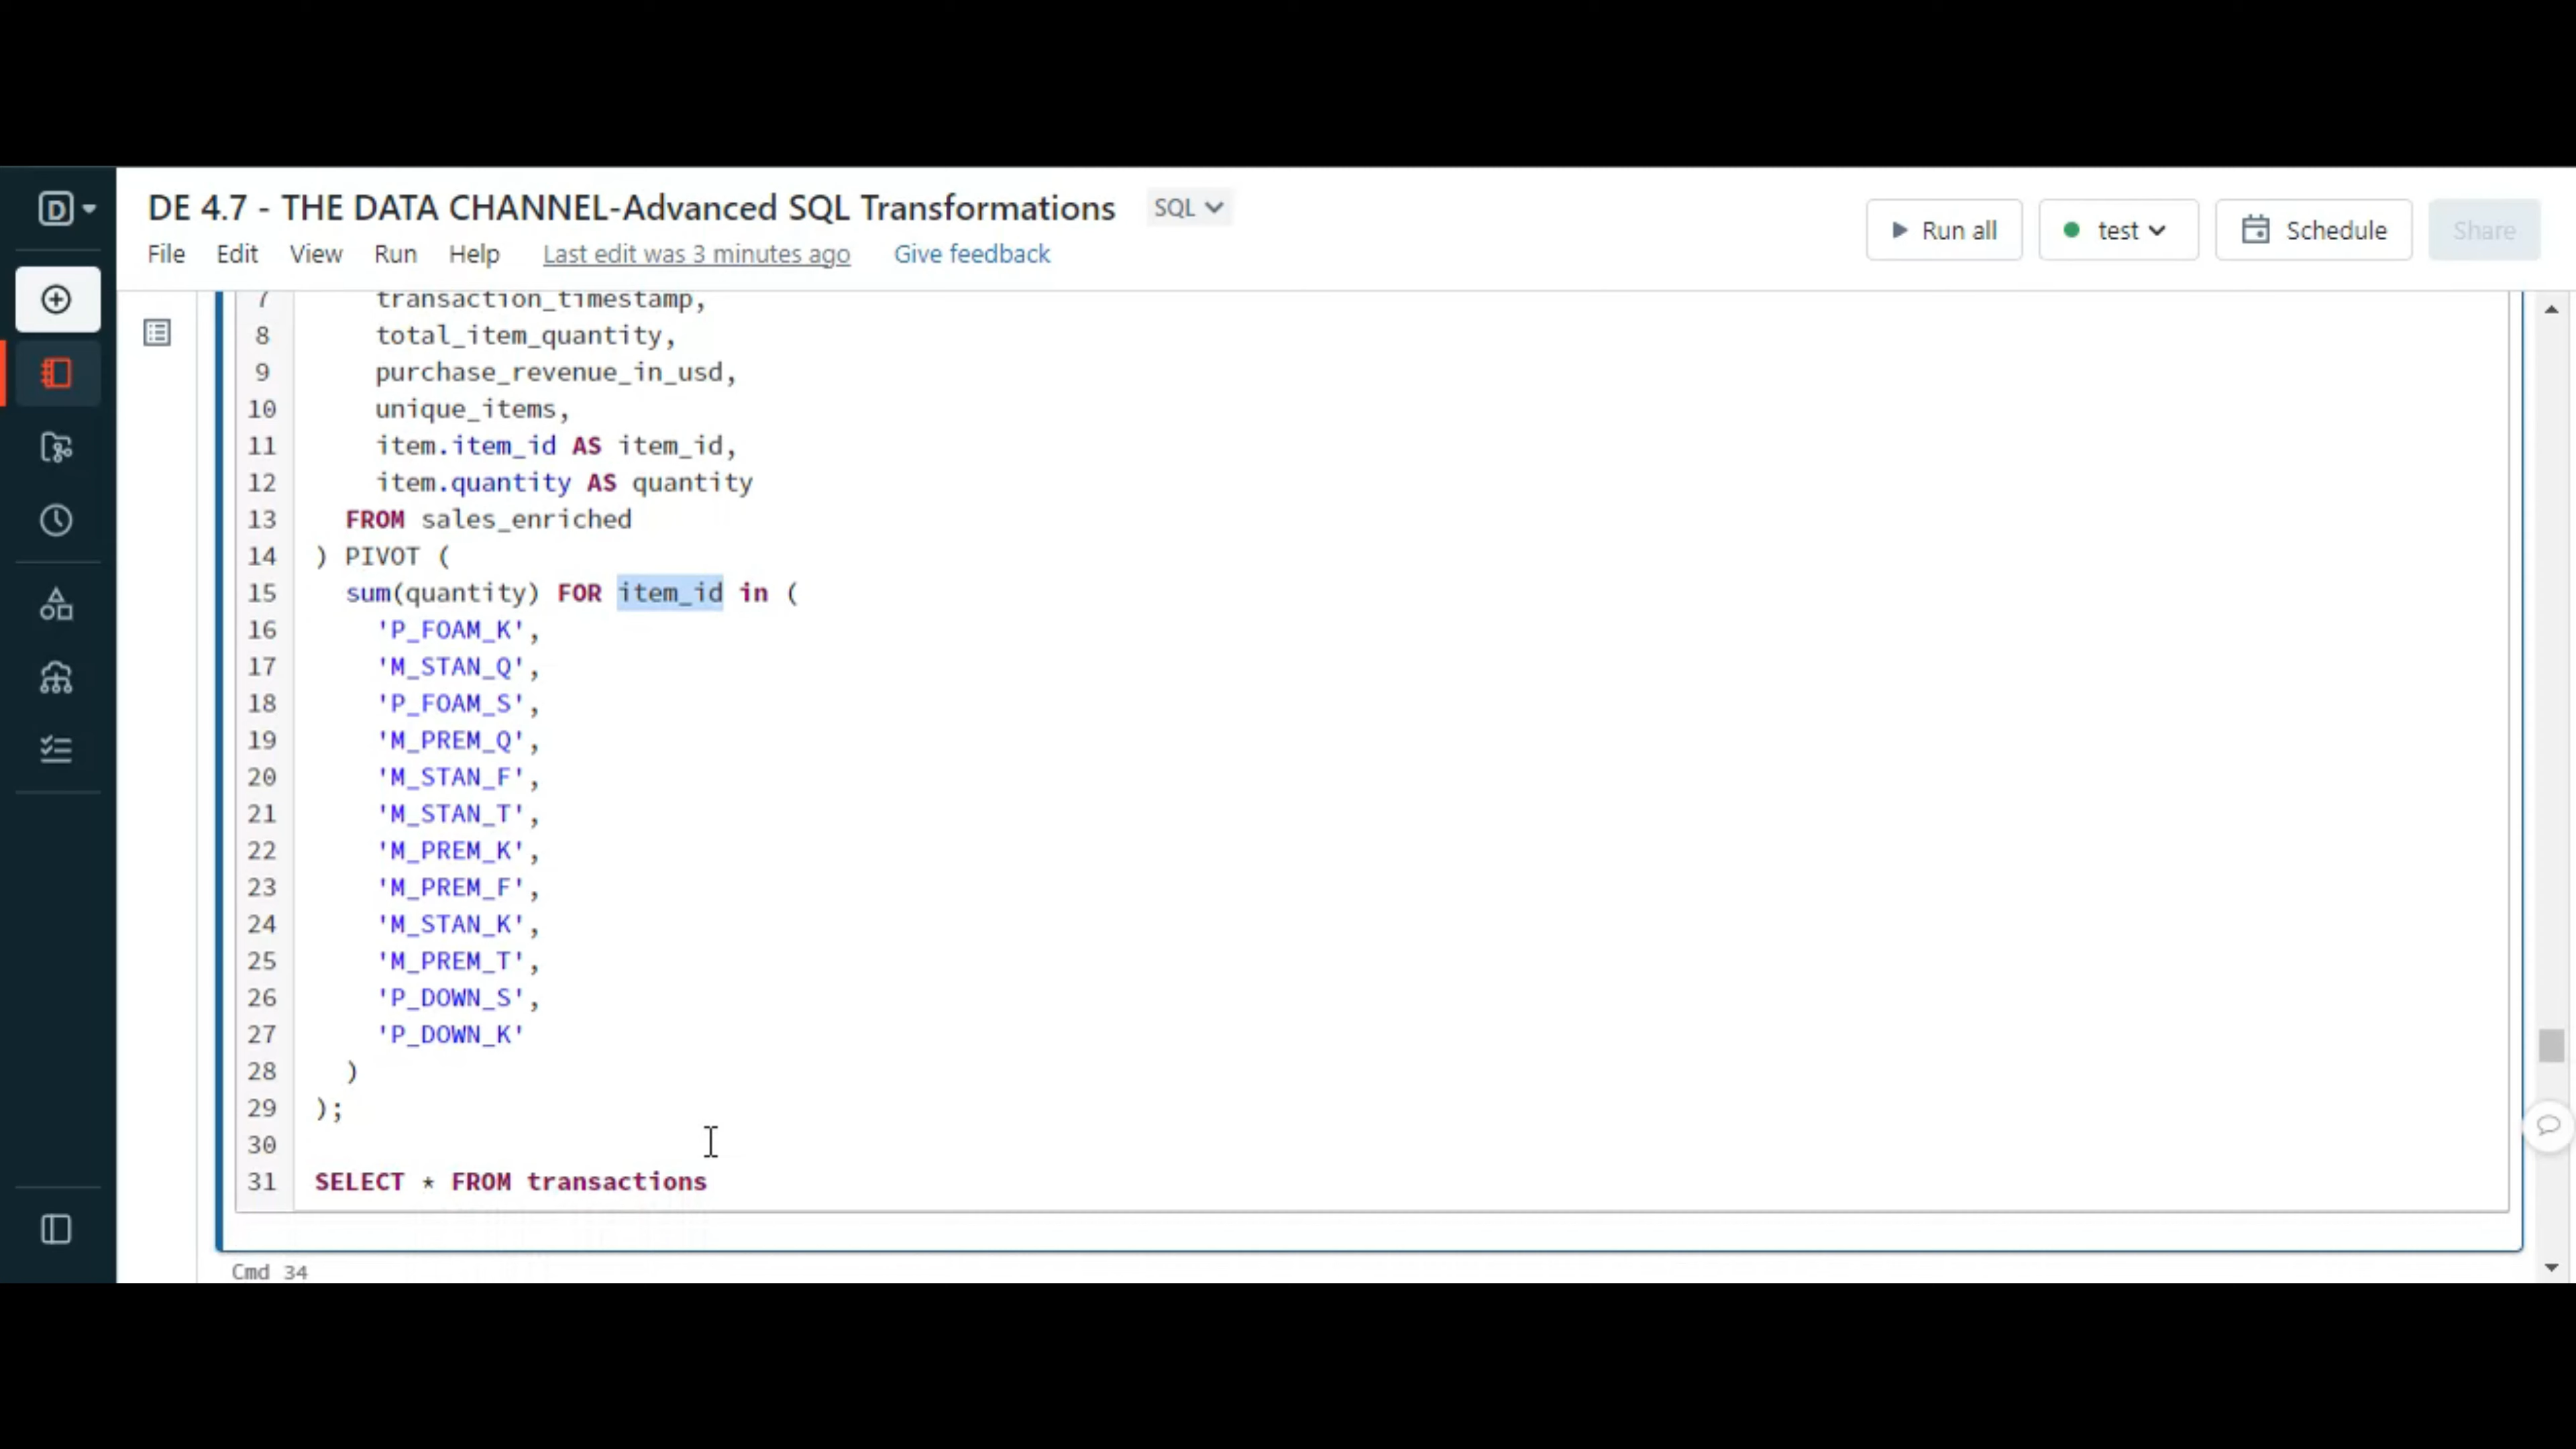 DE 4.7 - THE DATA CHANNEL-Advanced SQL Transformations SQL
File Edit View Run Help Last edit was 3 minutes ago Give feedback
Run all test Schedule Share
7 transaction_timestamp,
8 total_item_quantity,
9 purchase_revenue_in_usd,
10 unique_items,
11 item.item_id AS item_id,
12 item.quantity AS quantity
13 FROM sales_enriched
14 ) PIVOT (
15 sum(quantity) FOR item_id in (
16 'P_FOAM_K',
17 'M_STAN_Q',
18 'P_FOAM_S',
19 'M_PREM_Q',
20 'M_STAN_F',
21 'M_STAN_T',
22 'M_PREM_K',
23 'M_PREM_F',
24 'M_STAN_K',
25 'M_PREM_T',
26 'P_DOWN_S',
27 'P_DOWN_K'
28 )
29 );
30
31 SELECT * FROM transactions
Cmd 34